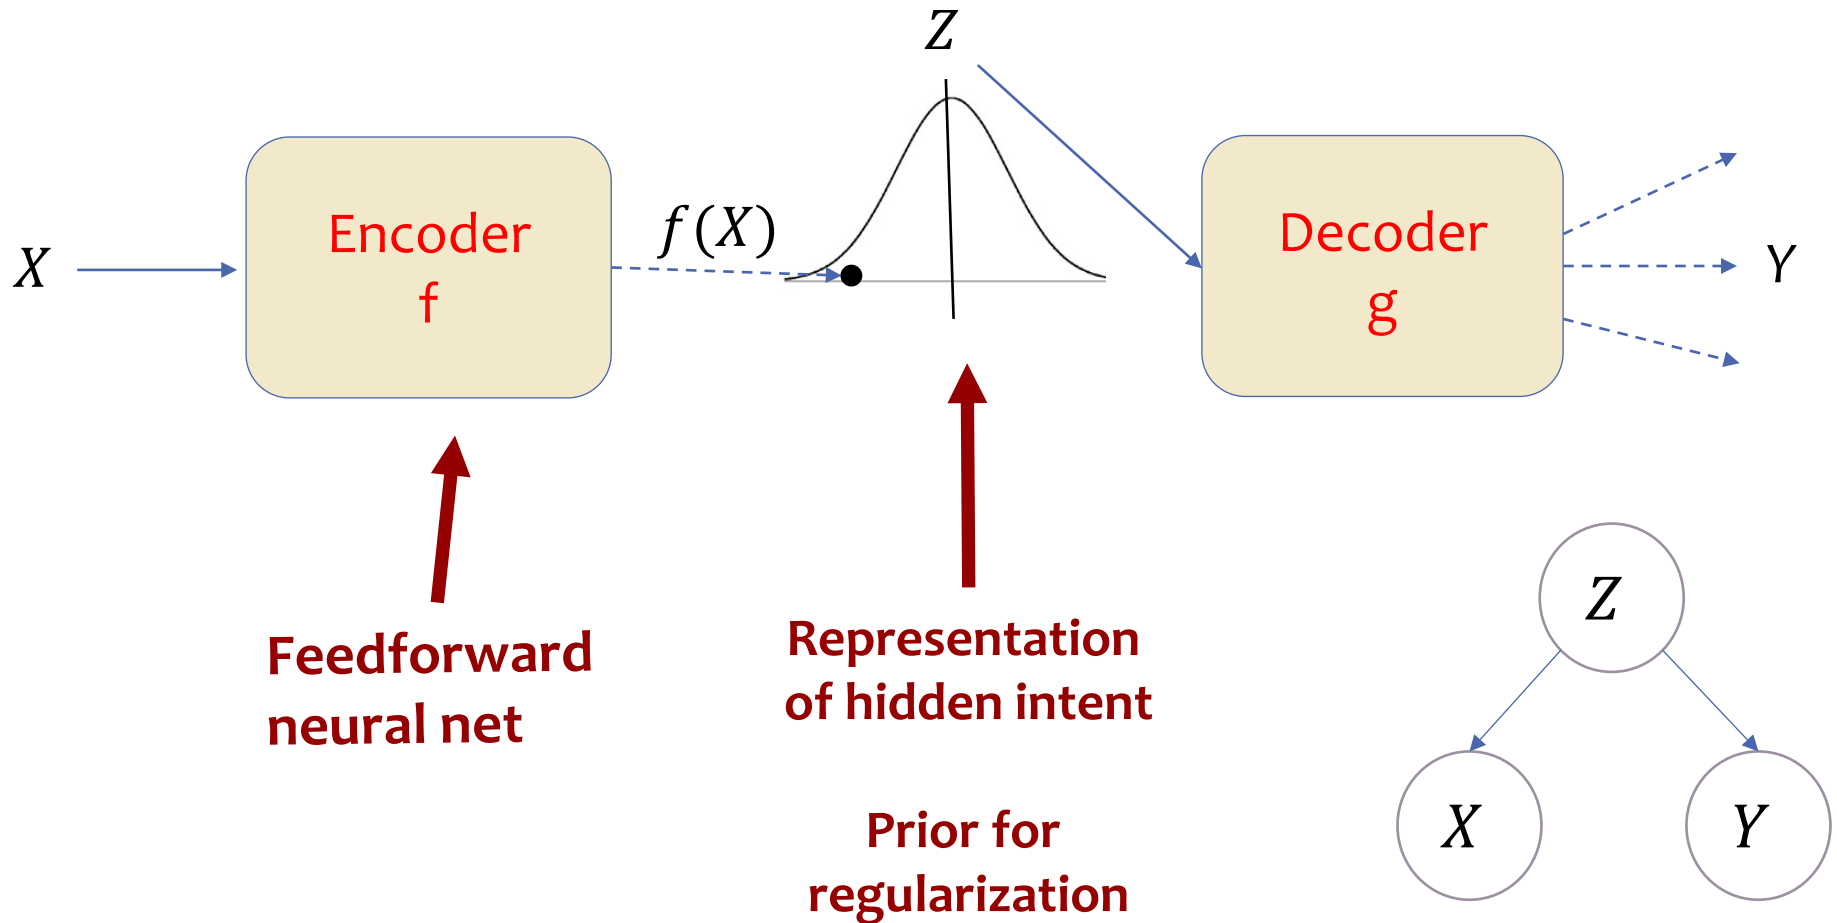 Z
X
Encoder
f
f(X)
Decoder
g
Y
Feedforward
neural net
Representation
of hidden intent
Prior for
regularization
Z
X
Y